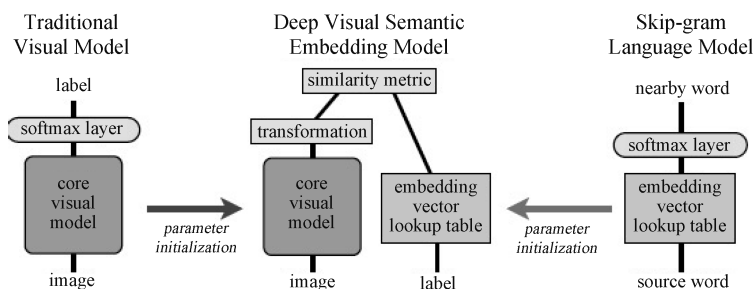 Traditional
Visual Model
label
softmax layer
core
visual
model
image
parameter
initialization
Deep Visual Semantic
Embedding Model
similarity metric
transformation
core
visual
model
image
embedding
vector
lookup table
label
parameter
initialization
Skip-gram
Language Model
nearby word
softmax layer
embedding
vector
lookup table
source word